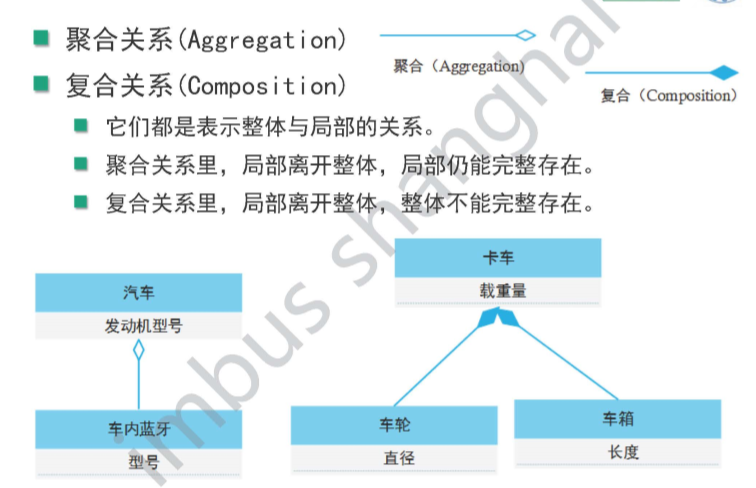 聚合关系(Aggregation)
聚合（Aggregation)
复合关系(Composition)
复合（Composition)
它们都是表示整体与局部的关系。
聚合关系里，局部离开整体，局部仍能完整存在。
复合关系里，局部离开整体，整体不能完整存在。
卡车
载重量
汽车
发动机型号
车内蓝牙
型号
车轮
直径
车箱
长度
imbus shanghai